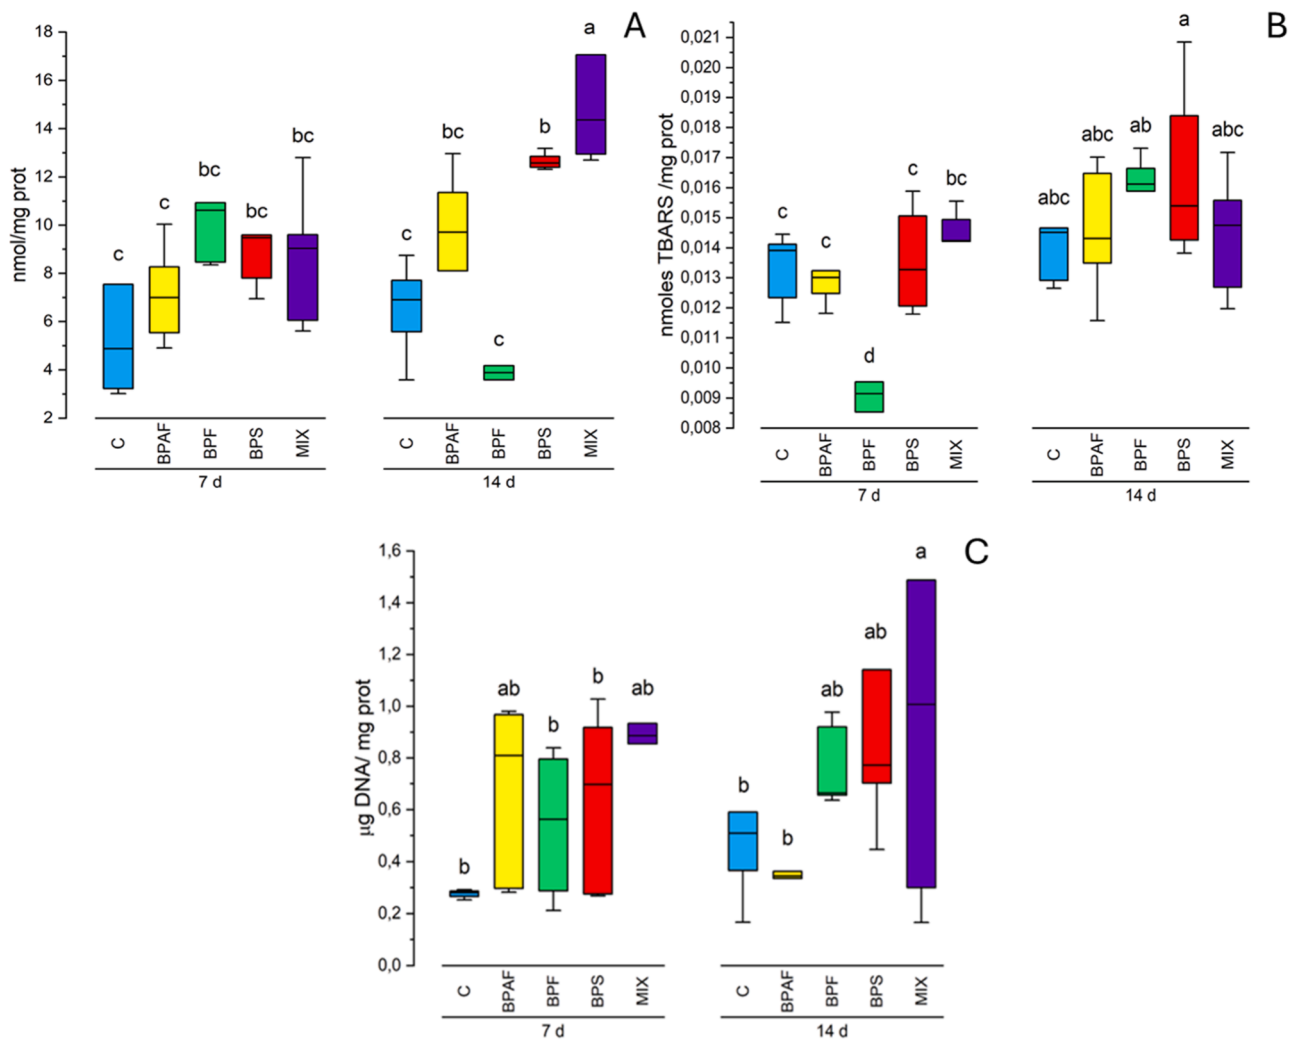 A
nmol/mg prot
18
16
14
12
10
8
6
4
2
c
c
bc
bc
bc
c
bc
c
b
a
C
BPAF
BPF
BPS
MIX
C
BPAF
BPF
BPS
MIX
7 d
14 d
B
nmoles TBARS /mg prot
0,021
0,020
0,019
0,018
0,017
0,016
0,015
0,014
0,013
0,012
0,011
0,010
0,009
0,008
c
c
d
c
bc
abc
abc
ab
a
abc
C
BPAF
BPF
BPS
MIX
C
BPAF
BPF
BPS
MIX
7 d
14 d
C
µg DNA/ mg prot
1,6
1,4
1,2
1,0
0,8
0,6
0,4
0,2
0,0
b
ab
b
b
ab
b
b
ab
ab
a
C
BPAF
BPF
BPS
MIX
C
BPAF
BPF
BPS
MIX
7 d
14 d